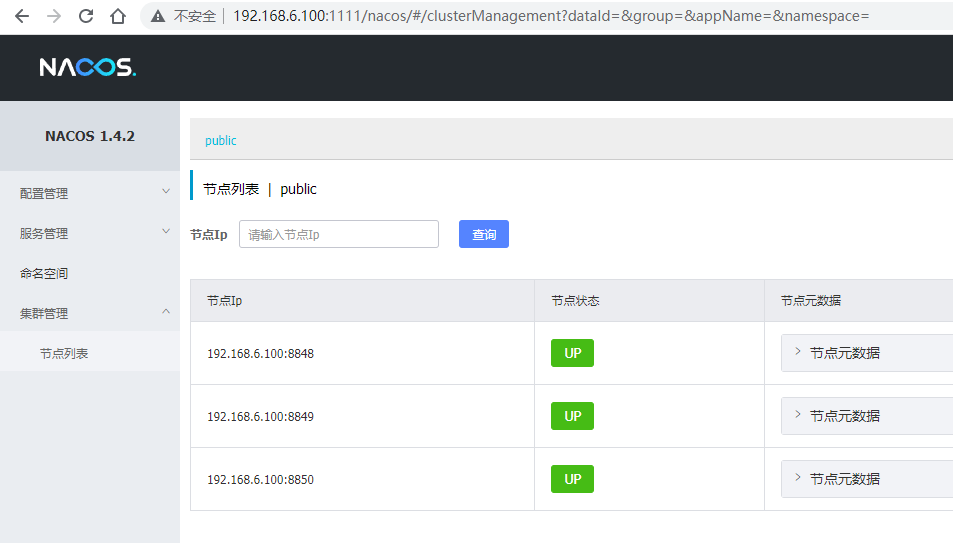 不安全 192.168.6.100:1111/nacos/#/clusterManagement?dataId=&group=&appName=&namespace=
NACOS.
NACOS 1.4.2
public
配置管理
节点列表 | public
服务管理
节点Ip 请输入节点Ip 查询
命名空间
集群管理
节点列表
节点Ip 节点状态 节点元数据
192.168.6.100:8848 UP 节点元数据
192.168.6.100:8849 UP 节点元数据
192.168.6.100:8850 UP 节点元数据